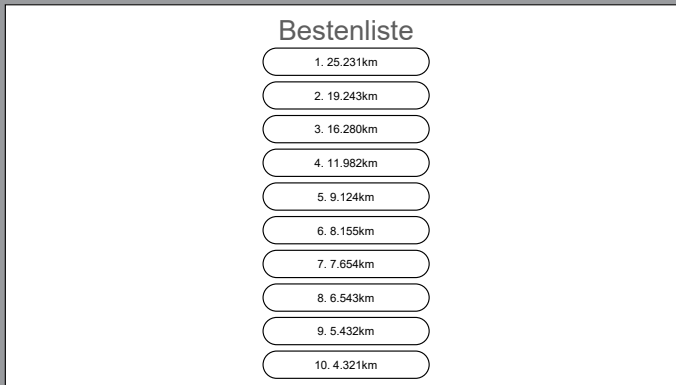 Bestenliste
1. 25.231km
2. 19.243km
3. 16.280km
4. 11.982km
5. 9.124km
6. 8.155km
7. 7.654km
8. 6.543km
9. 5.432km
10. 4.321km